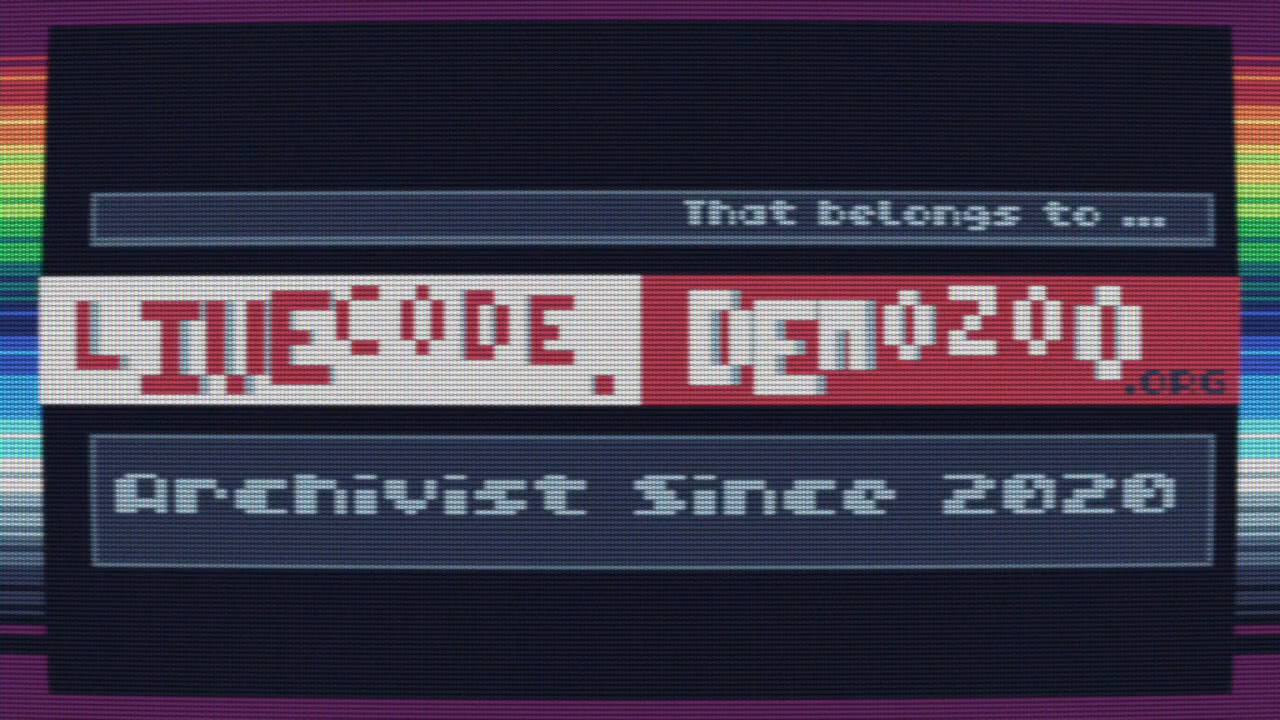 That belongs to ...
LIVECODE. DEMOZOO
.ORG
Archivist Since 2020